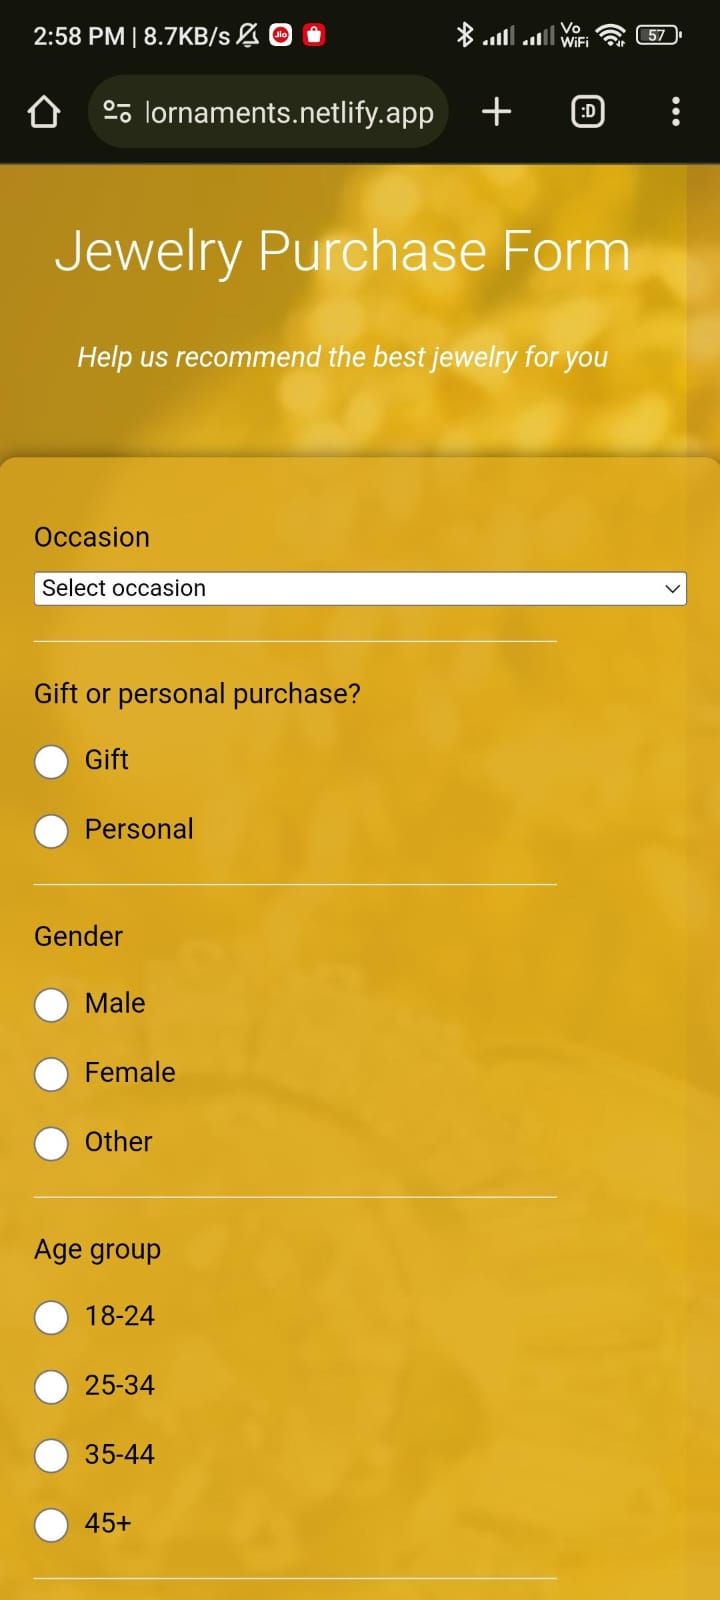 2:58 PM | 8.7KB/s Jio Vo WiFi 57
lornaments.netlify.app :D
Jewelry Purchase Form
Help us recommend the best jewelry for you
Occasion
Select occasion
Gift or personal purchase?
Gift
Personal
Gender
Male
Female
Other
Age group
18-24
25-34
35-44
45+